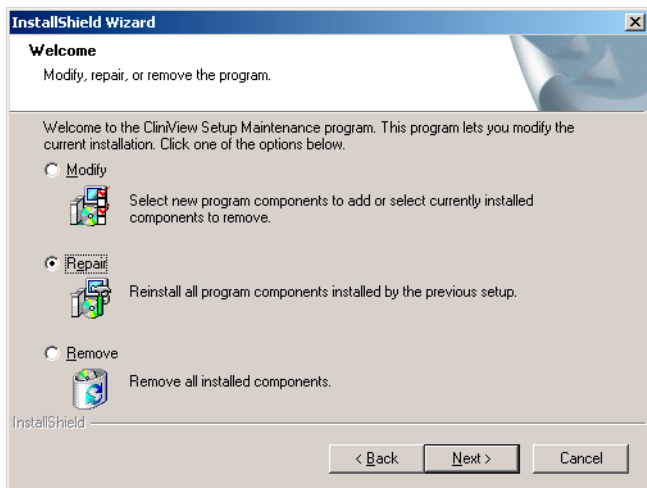 InstallShield Wizard
Welcome
Modify, repair, or remove the program.
Welcome to the CliniView Setup Maintenance program. This program lets you modify the
current installation. Click one of the options below.
Modify
Select new program components to add or select currently installed
components to remove.
Repair
Reinstall all program components installed by the previous setup.
Remove
Remove all installed components.
InstallShield
< Back
Next >
Cancel